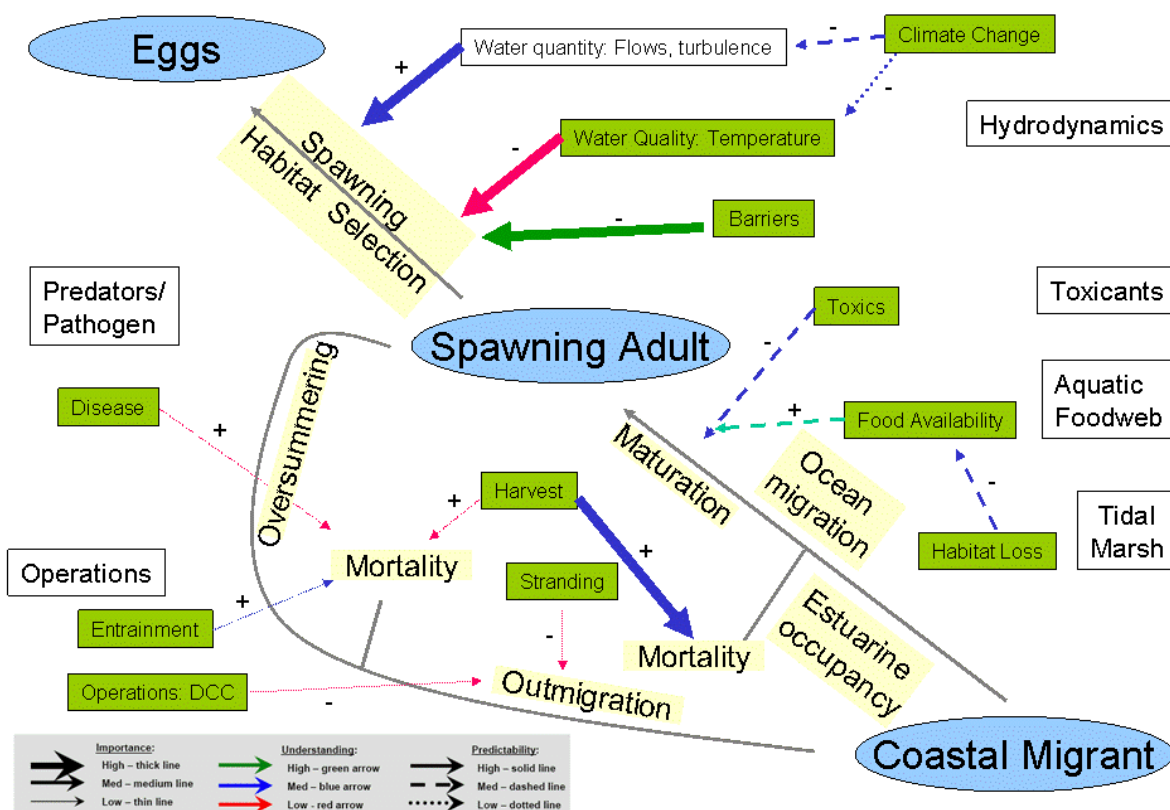 Eggs
+
Water quantity: Flows, turbulence
-
Climate Change
-
Hydrodynamics
Spawning
Habitat Selection
-
Water Quality: Temperature
-
Barriers
Predators/
Pathogen
Toxics
Toxicants
Spawning Adult
-
Disease
+
Oversummering
Aquatic
Foodweb
+
Food Availability
Maturation
Ocean
migration
-
Harvest
+
+
Tidal
Marsh
Habitat Loss
Operations
Mortality
Stranding
Entrainment
+
-
Mortality
Estuarine
occupancy
Operations: DCC
-
Outmigration
Coastal Migrant
Importance:
High – thick line
Med – medium line
Low – thin line
Understanding:
High – green arrow
Med – blue arrow
Low - red arrow
Predictability:
High – solid line
Med – dashed line
Low – dotted line